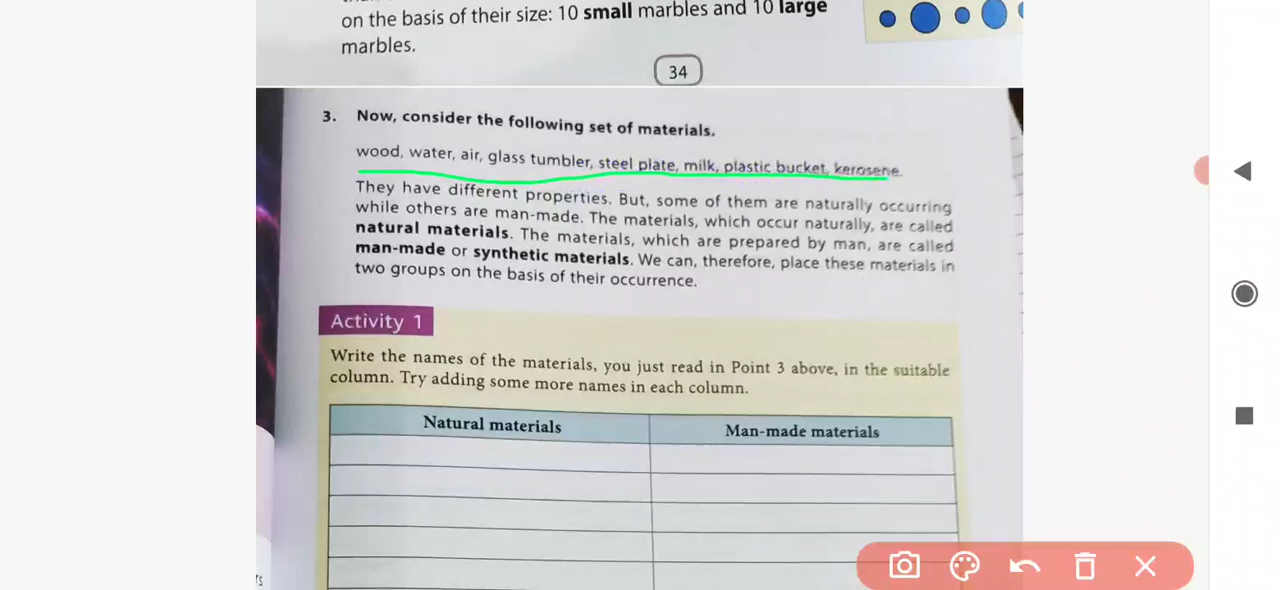 on the basis of their size: 10 small marbles and 10 large
marbles.
34
3. Now, consider the following set of materials.
wood, water, air, glass tumbler, steel plate, milk, plastic bucket, kerosene.
They have different properties. But, some of them are naturally occurring
while others are man-made. The materials, which occur naturally, are called
natural materials. The materials, which are prepared by man, are called
man-made or synthetic materials. We can, therefore, place these materials in
two groups on the basis of their occurrence.
Activity 1
Write the names of the materials, you just read in Point 3 above, in the suitable
column. Try adding some more names in each column.
Natural materials
Man-made materials